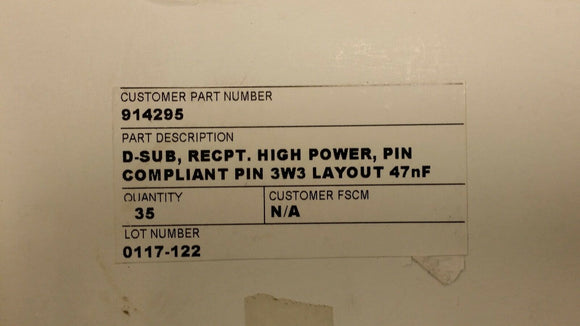 CUSTOMER PART NUMBER
914295
PART DESCRIPTION
D-SUB, RECPT. HIGH POWER, PIN
COMPLIANT PIN 3W3 LAYOUT 47nF
QUANTITY
35
CUSTOMER FSCM
N/A
LOT NUMBER
0117-122